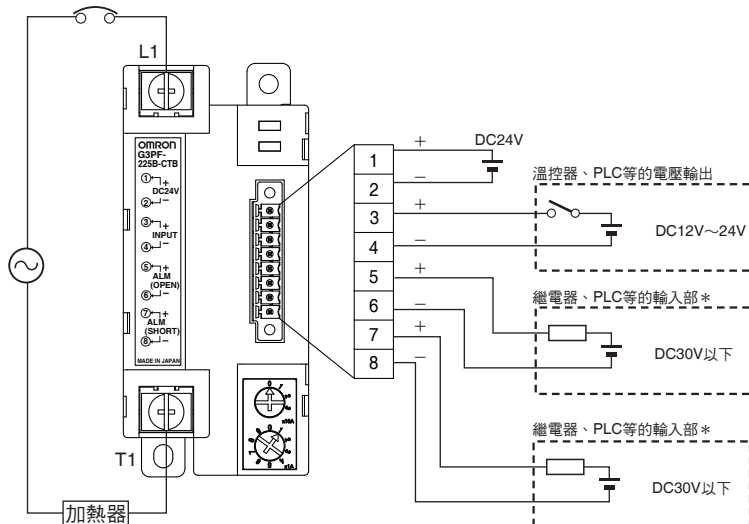 L1
OMRON
G3PF-
225B-CTB
①
+
DC24V
②
−
③
+
INPUT
④
−
⑤
+
ALM
(OPEN)
⑥
−
⑦
+
ALM
(SHORT)
⑧
−
MADE IN JAPAN
x10A
x1A
T1
加熱器
1
2
3
4
5
6
7
8
+
−
+
−
+
−
+
−
DC24V
溫控器、PLC等的電壓輸出
DC12V～24V
繼電器、PLC等的輸入部＊
DC30V以下
繼電器、PLC等的輸入部＊
DC30V以下